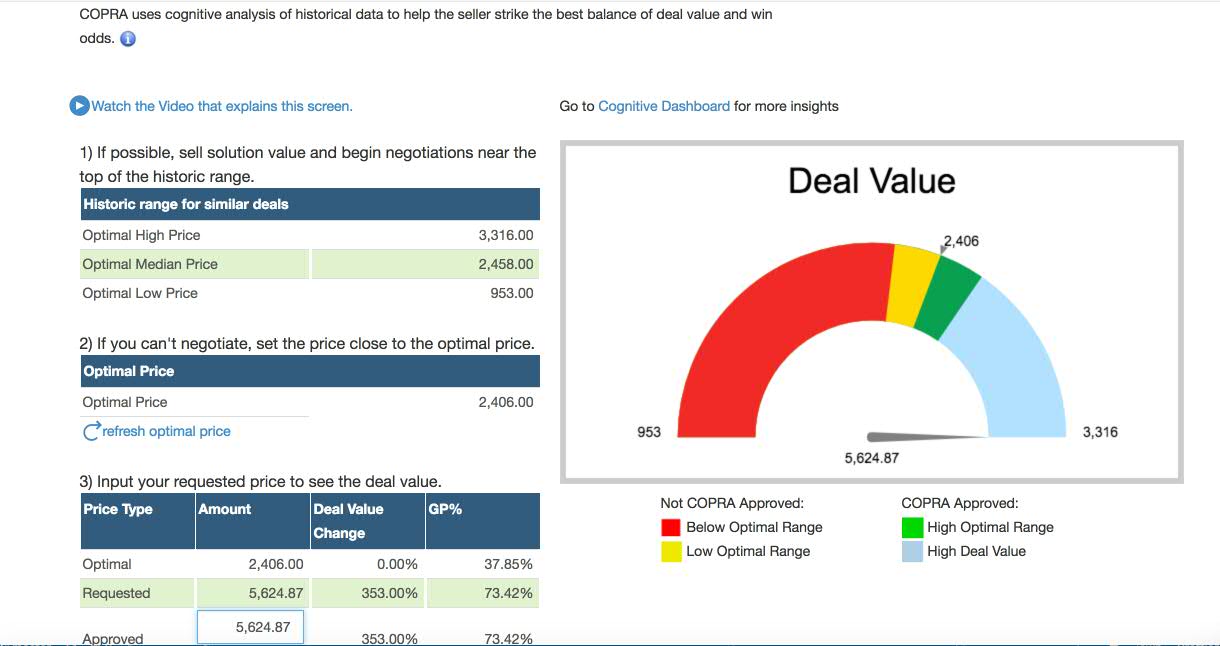 COPRA uses cognitive analysis of historical data to help the seller strike the best balance of deal value and win
odds.
Watch the Video that explains this screen.
Go to Cognitive Dashboard for more insights
1) If possible, sell solution value and begin negotiations near the
top of the historic range.
Historic range for similar deals
Optimal High Price 3,316.00
Optimal Median Price 2,458.00
Optimal Low Price 953.00
2) If you can't negotiate, set the price close to the optimal price.
Optimal Price
Optimal Price 2,406.00
refresh optimal price
3) Input your requested price to see the deal value.
Price Type Amount Deal Value GP%
Change
Optimal 2,406.00 0.00% 37.85%
Requested 5,624.87 353.00% 73.42%
5,624.87
Approved 353.00% 73.42%
Deal Value
2,406
953
3,316
5,624.87
Not COPRA Approved:
Below Optimal Range
Low Optimal Range
COPRA Approved:
High Optimal Range
High Deal Value